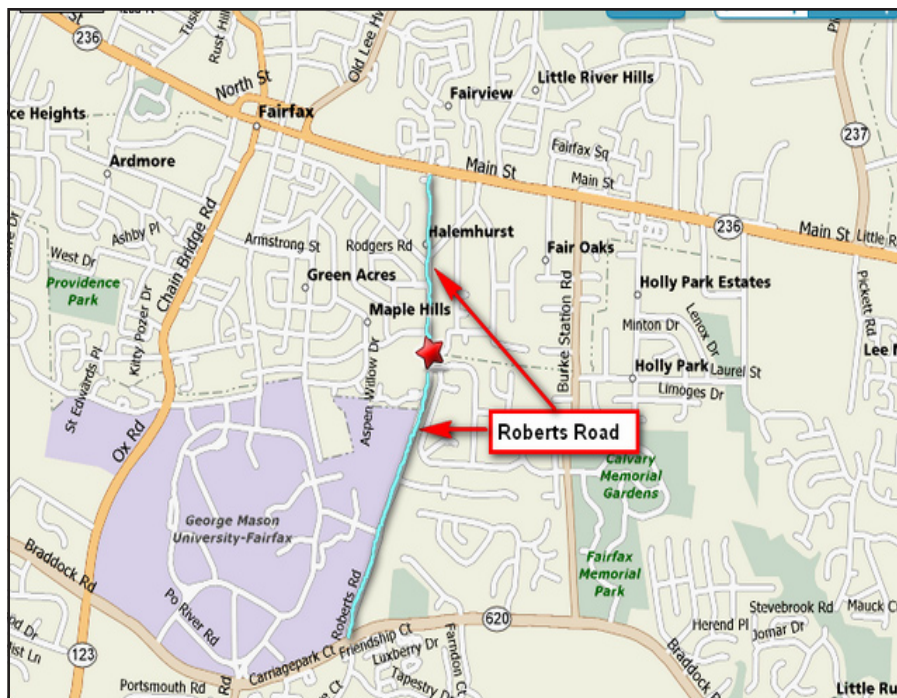 236
Rust Hill
North St
Old Lee
Fairview
Little River Hills
Fairfax
Heights
Ardmore
Main St
Fairfax Sq
Main St
237
236
Main St
Little
Ashby Pl
West Dr
Armstrong St
Rodgers Rd
Halemhurst
Fair Oaks
Providence
Park
Kitty Pozer Dr
Chain Bridge Rd
Green Acres
Maple Hills
Holly Park Estates
Pickett Rd
Minton Dr
Lenox Dr
Burke Station Rd
Lee
St Edwards Pl
Aspen Willow Dr
Holly Park
Laurel St
Limoges Dr
Ox Rd
Roberts Road
Calvary
Memorial
Gardens
George Mason
University-Fairfax
Fairfax
Memorial
Park
Braddock Rd
Po River Rd
Roberts Rd
620
Stevebrook Rd
Mauck
Herend Pl
Jomar Dr
123
Friendship Ct
Carriagepark Ct
Luxberry Dr
Farndon Ct
Braddock
Portsmouth Rd
Rd
Tapestry Dr
Little Ru